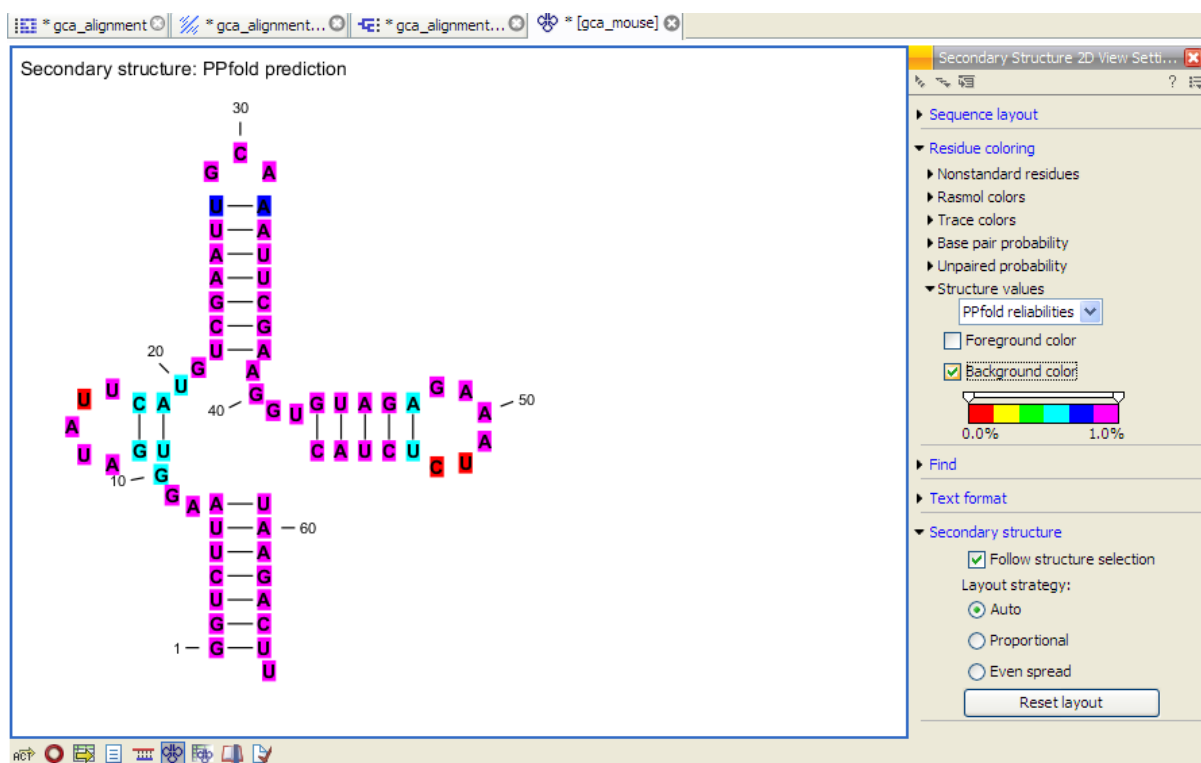 * gca_alignment
* gca_alignment...
* gca_alignment...
* [gca_mouse]
Secondary structure: PPfold prediction
30
C
G A
U A
U A
A U
A U
G C
C G
U A
20
U G A
U U C A 40 G G U G U A G A G A A 50
A G U C U A C U C U A
U A
10 G
G A A U
U A 60
U A
C G
U A
G C
1 G U
U
Secondary Structure 2D View Setti...
?
Sequence layout
Residue coloring
Nonstandard residues
Rasmol colors
Trace colors
Base pair probability
Unpaired probability
Structure values
PPfold reliabilities
Foreground color
Background color
0.0% 1.0%
Find
Text format
Secondary structure
Follow structure selection
Layout strategy:
Auto
Proportional
Even spread
Reset layout
ACT